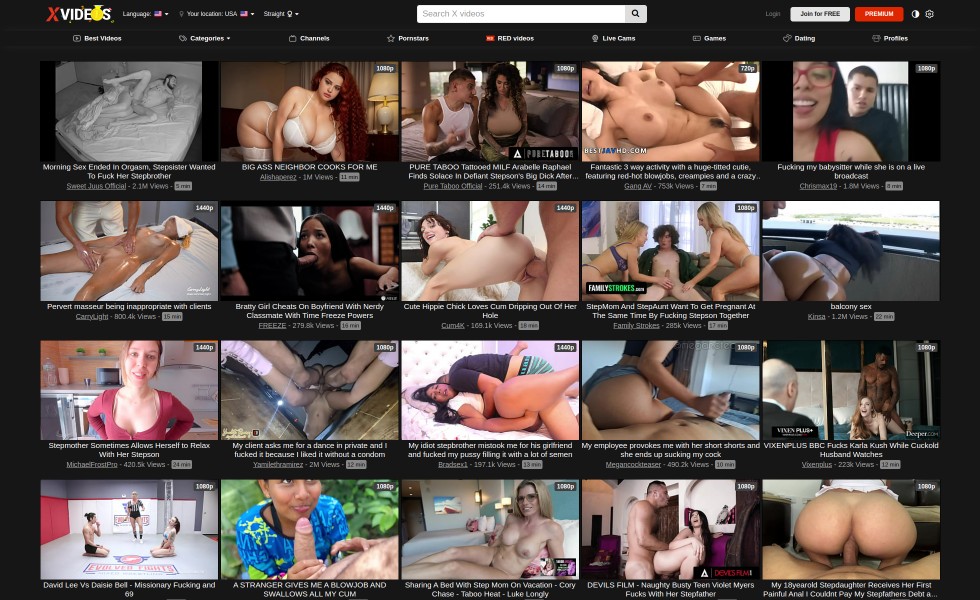 XVIDEOS
Language:
Your location: USA
Straight
Search X videos
Login
Join for FREE
PREMIUM
Best Videos
Categories
Channels
Pornstars
RED videos
Live Cams
Games
Dating
Profiles
1080p
1080p
720p
1080p
PURETABOO
BESTJAVHD.COM
Morning Sex Ended In Orgasm. Stepsister Wanted
To Fuck Her Stepbrother
Sweet Juus Official - 2.1M Views - 5 min
BIG ASS NEIGHBOR COOKS FOR ME
Alishaperez - 1M Views - 11 min
PURE TABOO Tattooed MILF Arabelle Raphael
Finds Solace In Defiant Stepson's Big Dick After...
Pure Taboo Official - 251.4k Views - 14 min
Fantastic 3 way activity with a huge-titted cutie,
featuring red-hot blowjobs, creampies and a crazy..
Gang AV - 753k Views - 7 min
Fucking my babysitter while she is on a live
broadcast
Chrismax19 - 1.8M Views - 8 min
1440p
1440p
1440p
1080p
FAMILYSTROKES.COM
Pervert masseur being inappropriate with clients
CarryLight - 800.4k Views - 15 min
Bratty Girl Cheats On Boyfriend With Nerdy
Classmate With Time Freeze Powers
FREEZE - 279.8k Views - 16 min
Cute Hippie Chick Loves Cum Dripping Out Of Her
Hole
Cum4K - 169.1k Views - 18 min
StepMom And StepAunt Want To Get Pregnant At
The Same Time By Fucking Stepson Together
Family Strokes - 285k Views - 17 min
balcony sex
Kinsa - 1.2M Views - 22 min
1440p
1080p
1440p
1080p
1080p
VIXEN PLUS+
Deeper.COM
Stepmother Sometimes Allows Herself to Relax
With Her Stepson
MichaelFrostPro - 420.5k Views - 24 min
My client asks me for a dance in private and I
fucked it because I liked it without a condom
Yamilethramirez - 2M Views - 12 min
My idiot stepbrother mistook me for his girlfriend
and fucked my pussy filling it with a lot of semen
Bradsex1 - 197.1k Views - 13 min
My employee provokes me with her short shorts and
she ends up sucking my cock
Megancockteaser - 490.2k Views - 10 min
VIXENPLUS BBC Fucks Karla Kush While Cuckold
Husband Watches
Vixenplus - 223k Views - 12 min
1080p
1080p
1080p
1080p
1080p
EVOLVED FIGHTS
DEVILS FILM
David Lee Vs Daisie Bell - Missionary Fucking and
69
A STRANGER GIVES ME A BLOWJOB AND
SWALLOWS ALL MY CUM
Sharing A Bed With Step Mom On Vacation - Cory
Chase - Taboo Heat - Luke Longly
DEVILS FILM - Naughty Busty Teen Violet Myers
Fucks With Her Stepfather
My 18yearold Stepdaughter Receives Her First
Painful Anal I Couldnt Pay My Stepfathers Debt a...